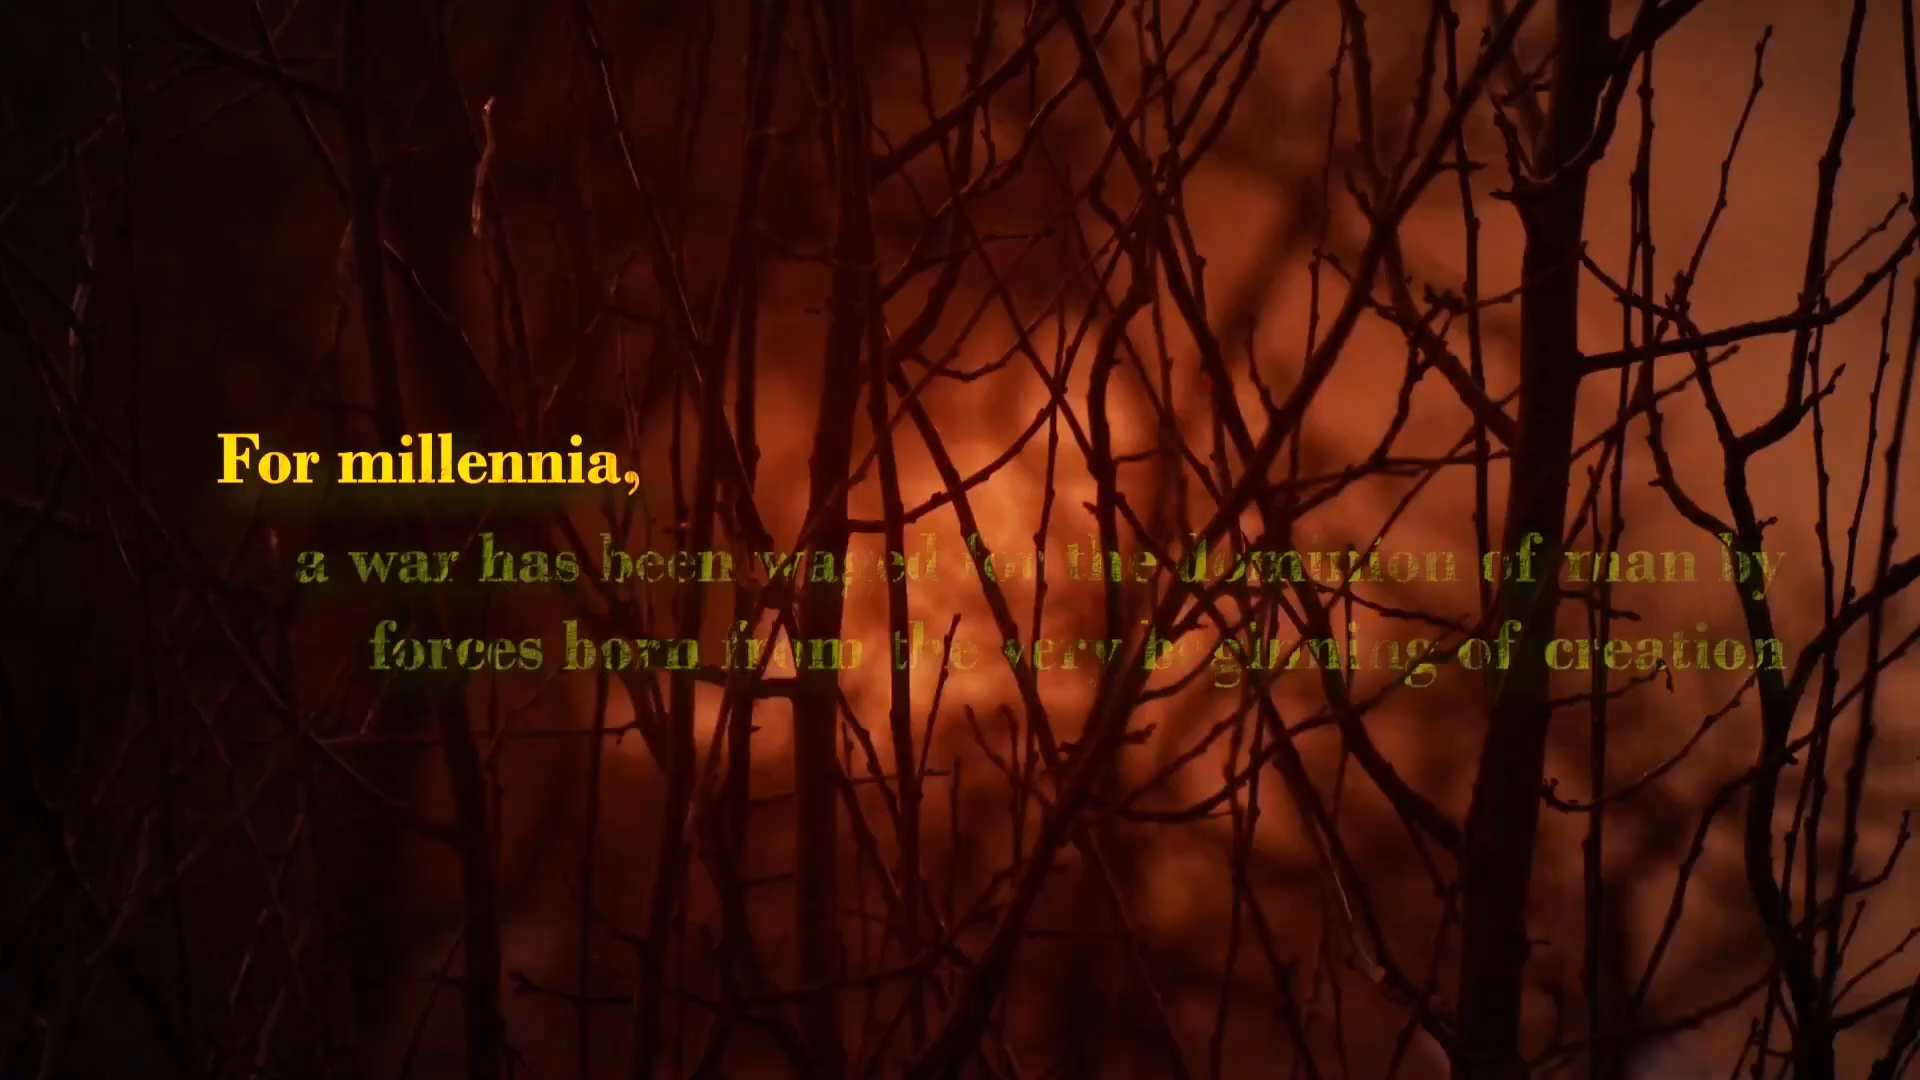 For millennia,
a war has been waged for the dominion of man by
forces born from the very beginning of creation